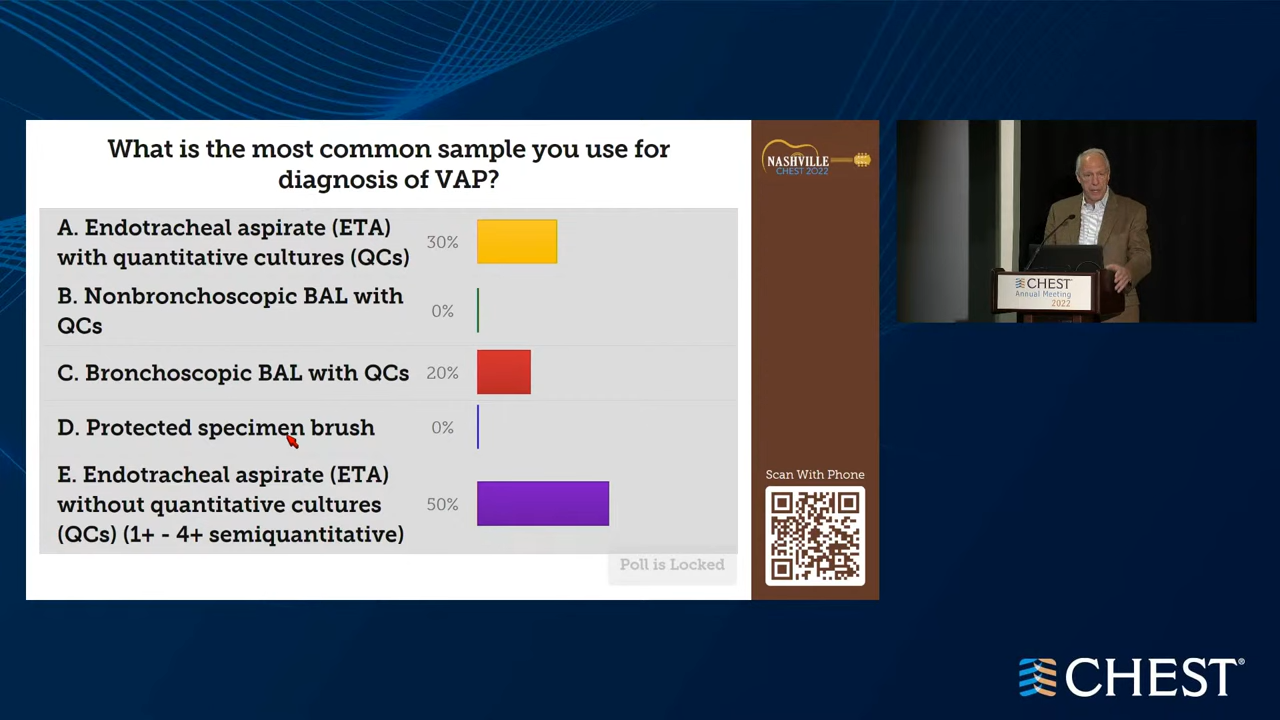 What is the most common sample you use for
diagnosis of VAP?
A. Endotracheal aspirate (ETA)
with quantitative cultures (QCs)
30%
B. Nonbronchoscopic BAL with
QCs
0%
C. Bronchoscopic BAL with QCs
20%
D. Protected specimen brush
0%
E. Endotracheal aspirate (ETA)
without quantitative cultures
(QCs) (1+ - 4+ semiquantitative)
50%
Poll is Locked
NASHVILLE
CHEST 2022
Scan With Phone
CHEST
Annual Meeting
2022
CHEST®